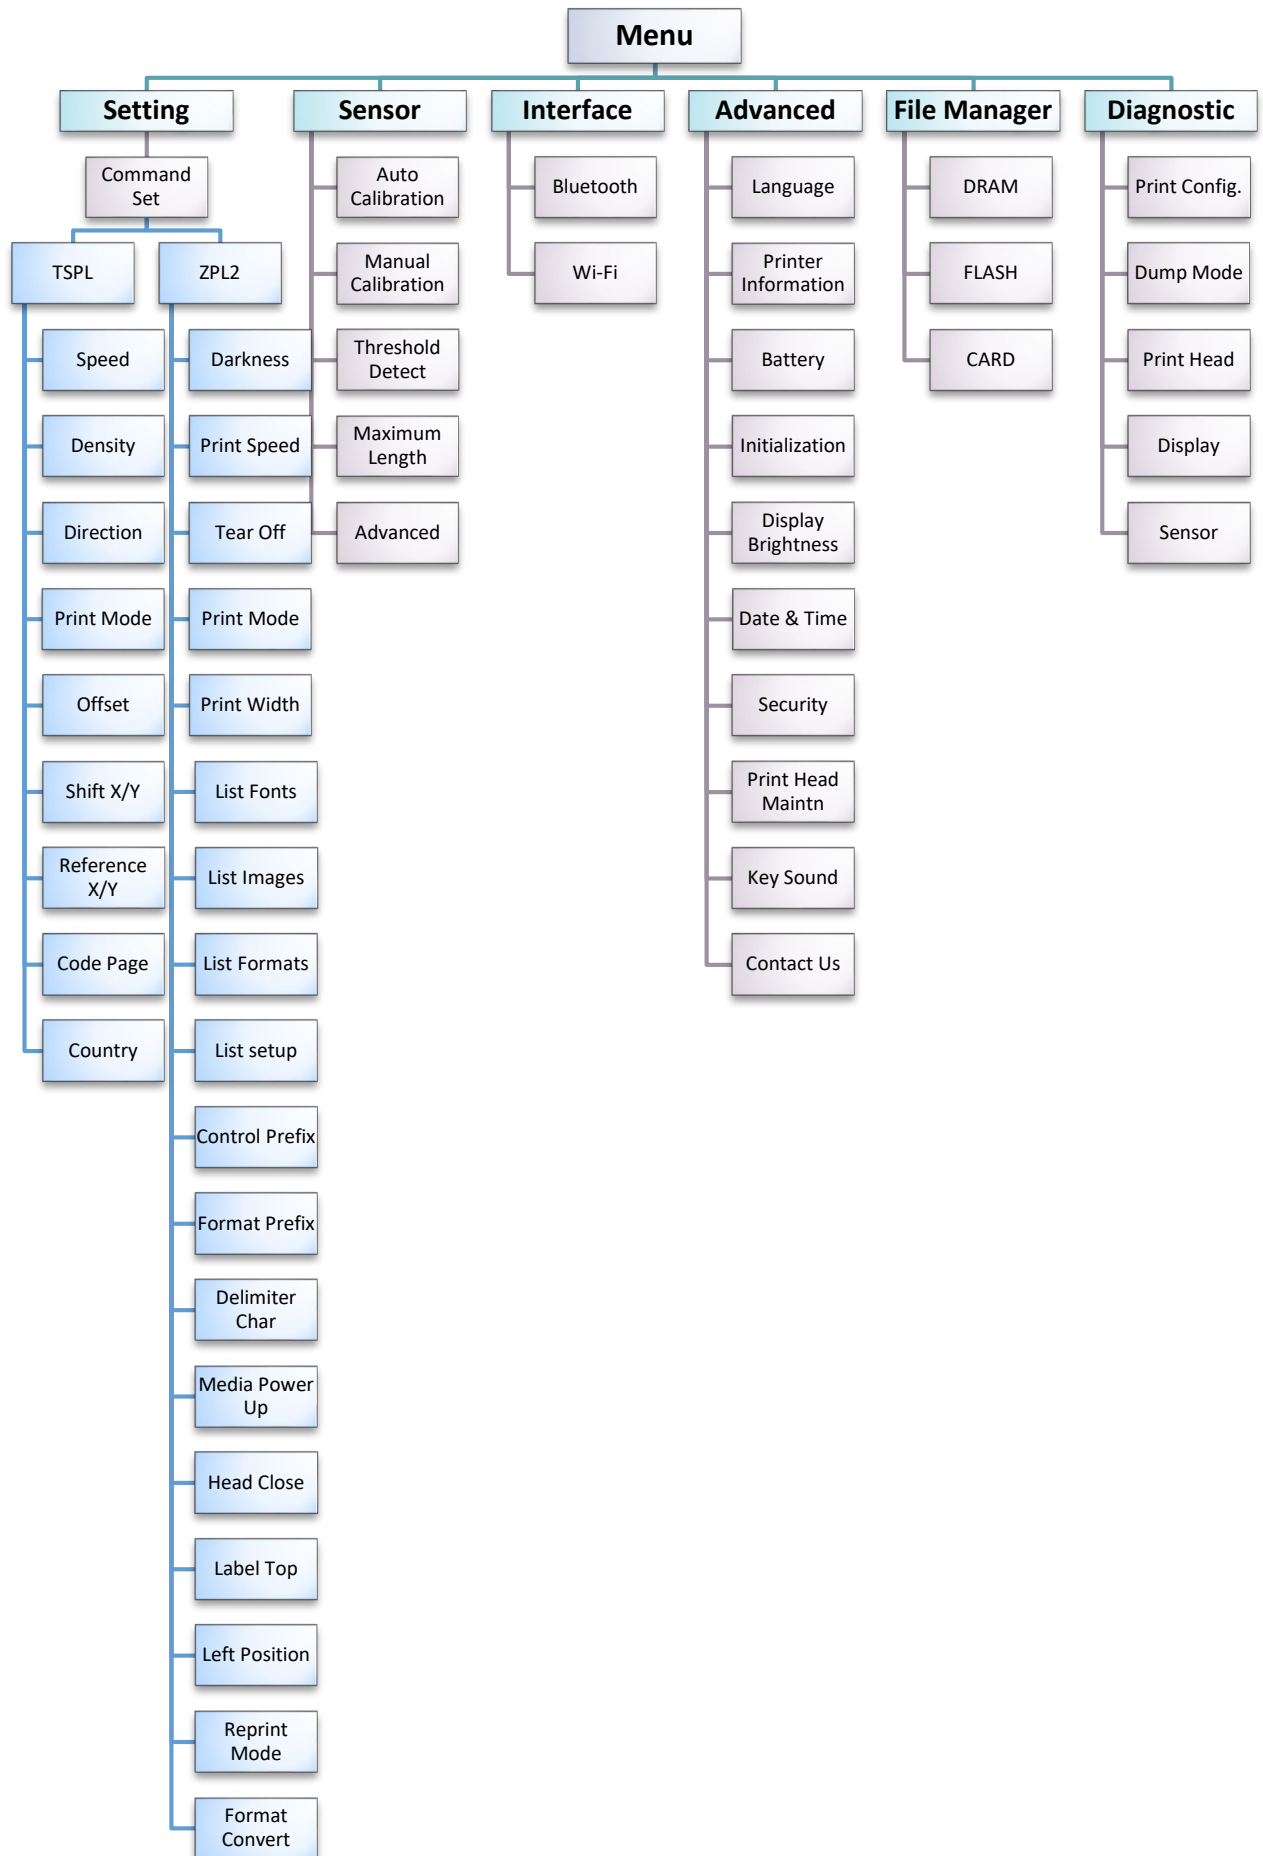 Menu
Setting
Sensor
Interface
Advanced
File Manager
Diagnostic
Command
Set
TSPL
ZPL2
Speed
Density
Direction
Print Mode
Offset
Shift X/Y
Reference
X/Y
Code Page
Country
Darkness
Print Speed
Tear Off
Print Mode
Print Width
List Fonts
List Images
List Formats
List setup
Control Prefix
Format Prefix
Delimiter
Char
Media Power
Up
Head Close
Label Top
Left Position
Reprint
Mode
Format
Convert
Auto
Calibration
Manual
Calibration
Threshold
Detect
Maximum
Length
Advanced
Bluetooth
Wi-Fi
Language
Printer
Information
Battery
Initialization
Display
Brightness
Date & Time
Security
Print Head
Maintn
Key Sound
Contact Us
DRAM
FLASH
CARD
Print Config.
Dump Mode
Print Head
Display
Sensor